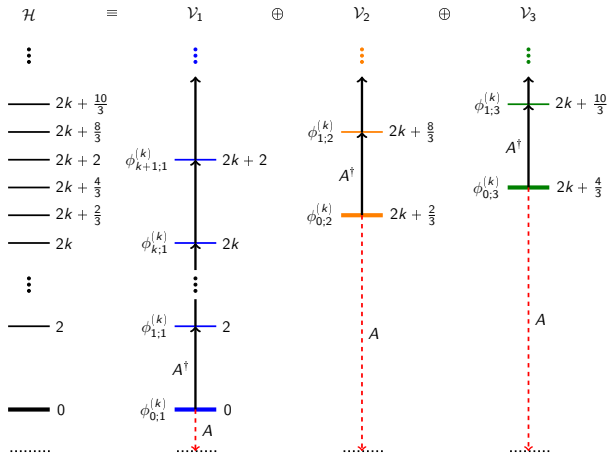 ℋ ≡ 𝒱₁ ⊕ 𝒱₂ ⊕ 𝒱₃
2k + 10/3
2k + 8/3
2k + 2
2k + 4/3
2k + 2/3
2k
2
0
ϕ_{k+1;1}^{(k)} 2k + 2
ϕ_{k;1}^{(k)} 2k
ϕ_{1;1}^{(k)} 2
A†
ϕ_{0;1}^{(k)} 0
A
ϕ_{1;2}^{(k)} 2k + 8/3
A†
ϕ_{0;2}^{(k)} 2k + 2/3
A
ϕ_{1;3}^{(k)} 2k + 10/3
A†
ϕ_{0;3}^{(k)} 2k + 4/3
A